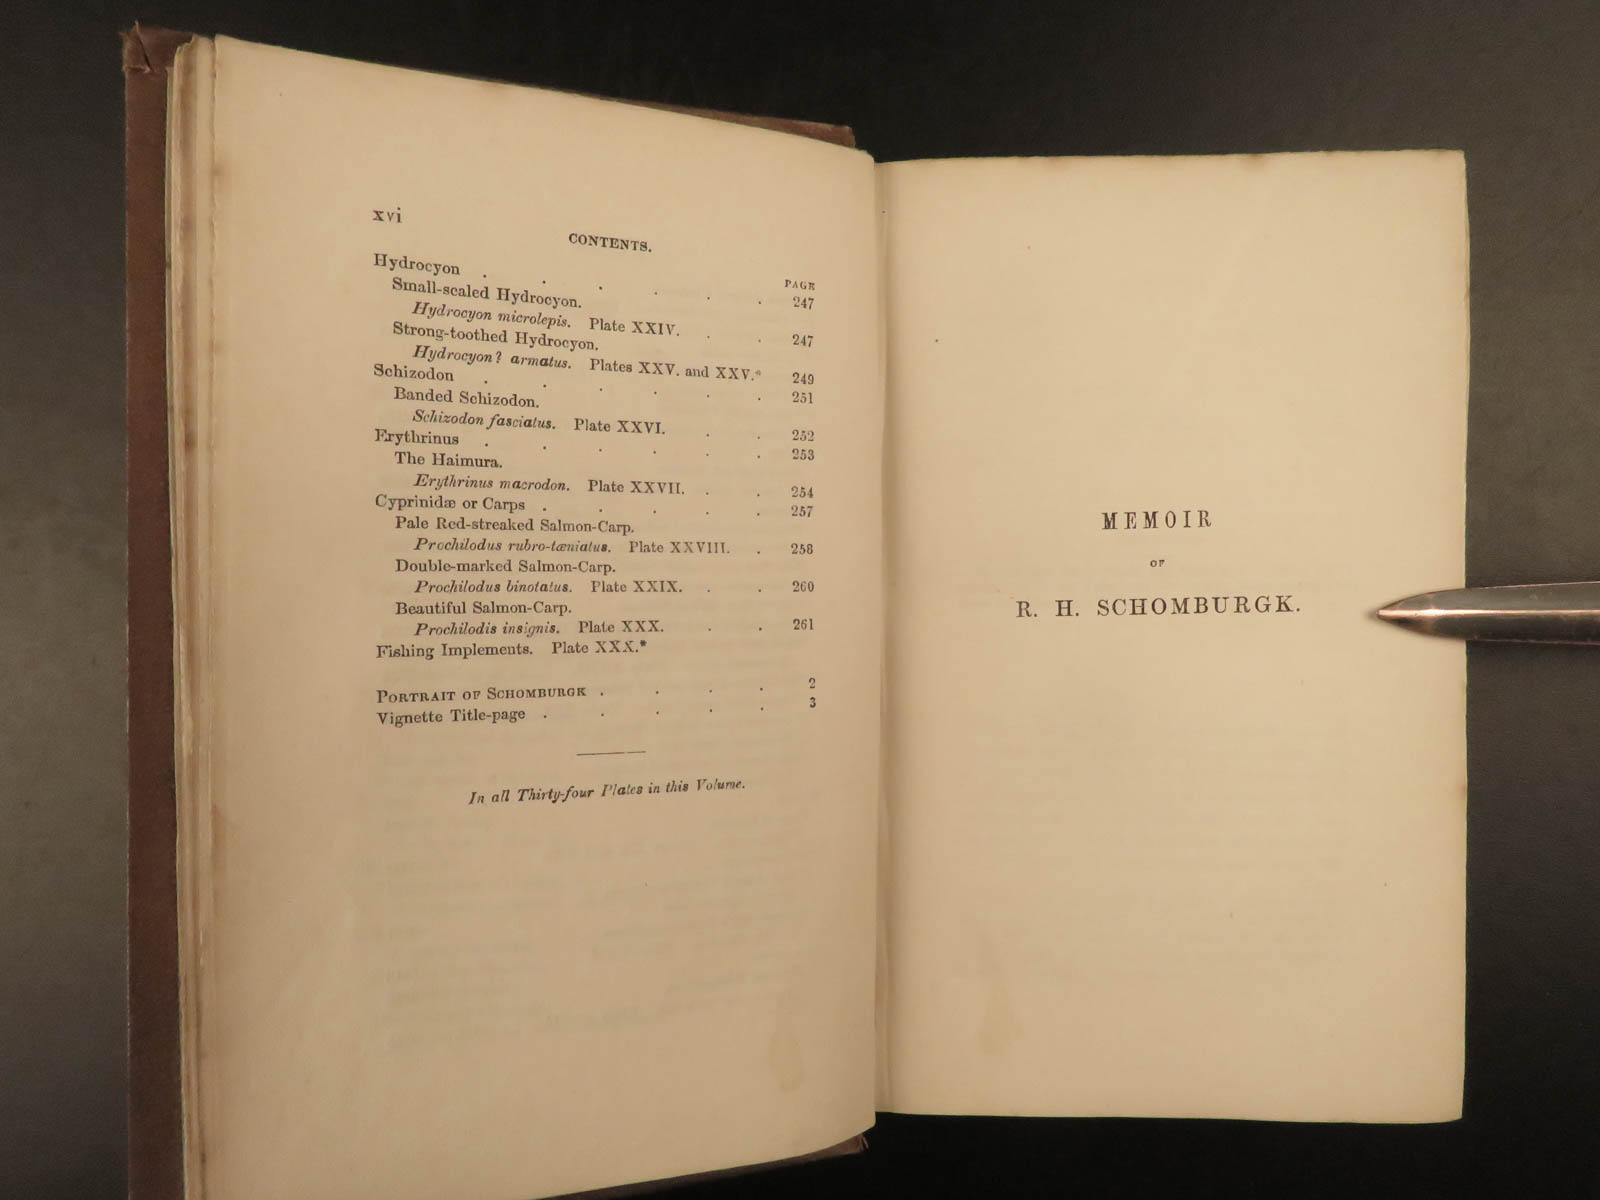 xvi
CONTENTS.
PAGE
Hydrocyon . . . . . . 247
Small-scaled Hydrocyon.
Hydrocyon microlepis. Plate XXIV. . . 247
Strong-toothed Hydrocyon.
Hydrocyon? armatus. Plates XXV. and XXV.* 249
Schizodon . . . . . . 251
Banded Schizodon.
Schizodon fasciatus. Plate XXVI. . . 252
Erythrinus . . . . . . 253
The Haimura.
Erythrinus macrodon. Plate XXVII. . . 254
Cyprinidæ or Carps . . . . . 257
Pale Red-streaked Salmon-Carp.
Prochilodus rubro-tæniatus. Plate XXVIII. . 258
Double-marked Salmon-Carp.
Prochilodus binotatus. Plate XXIX. . . 260
Beautiful Salmon-Carp.
Prochilodis insignis. Plate XXX. . . 261
Fishing Implements. Plate XXX.*
PORTRAIT OF SCHOMBURGK . . . . 2
Vignette Title-page . . . . . 3
In all Thirty-four Plates in this Volume.
MEMOIR
OF
R. H. SCHOMBURGK.